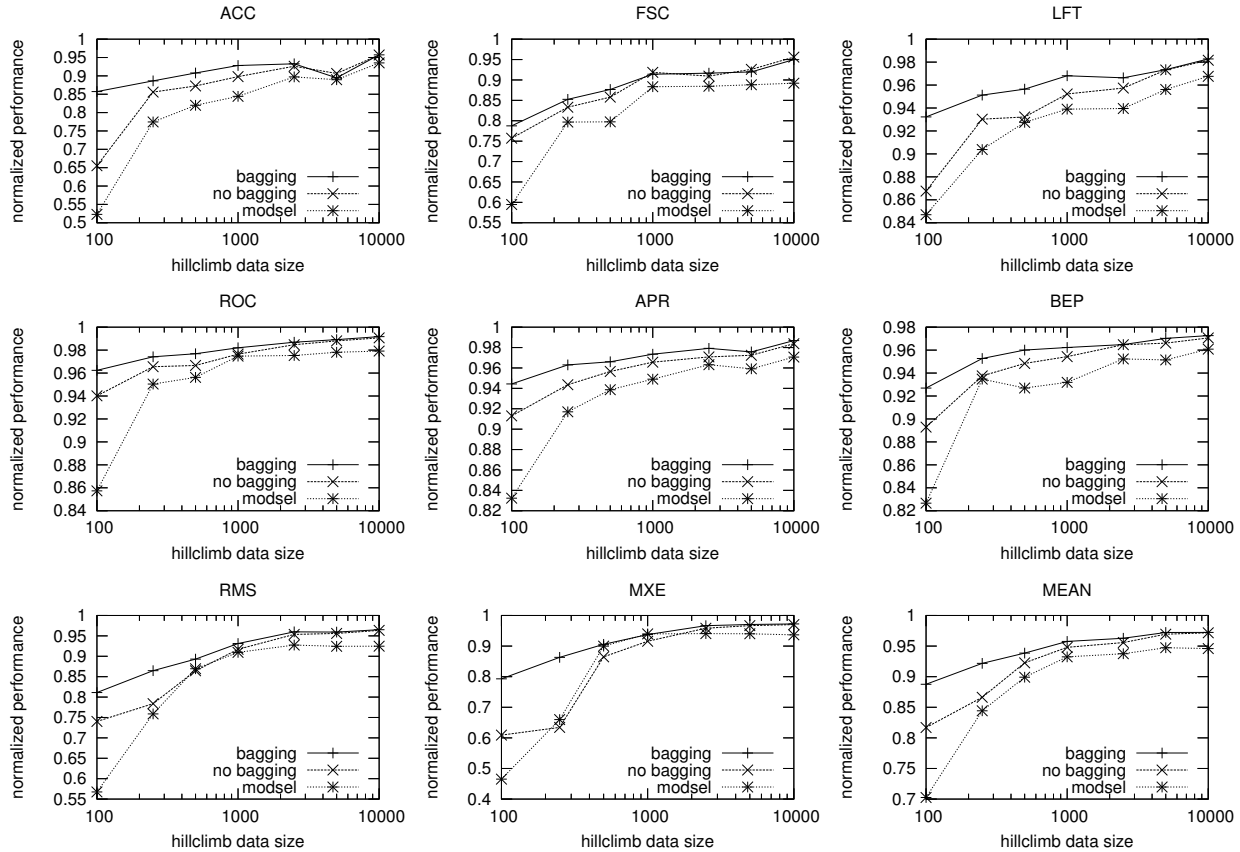 ACC
normalized performance
1
0.95
0.9
0.85
0.8
0.75
0.7
0.65
0.6
0.55
0.5
bagging
no bagging
modsel
100 1000 10000
hillclimb data size
FSC
normalized performance
1
0.95
0.9
0.85
0.8
0.75
0.7
0.65
0.6
0.55
bagging
no bagging
modsel
100 1000 10000
hillclimb data size
LFT
normalized performance
1
0.98
0.96
0.94
0.92
0.9
0.88
0.86
0.84
bagging
no bagging
modsel
100 1000 10000
hillclimb data size
ROC
normalized performance
1
0.98
0.96
0.94
0.92
0.9
0.88
0.86
0.84
bagging
no bagging
modsel
100 1000 10000
hillclimb data size
APR
normalized performance
1
0.98
0.96
0.94
0.92
0.9
0.88
0.86
0.84
0.82
bagging
no bagging
modsel
100 1000 10000
hillclimb data size
BEP
normalized performance
0.98
0.96
0.94
0.92
0.9
0.88
0.86
0.84
0.82
bagging
no bagging
modsel
100 1000 10000
hillclimb data size
RMS
normalized performance
1
0.95
0.9
0.85
0.8
0.75
0.7
0.65
0.6
0.55
bagging
no bagging
modsel
100 1000 10000
hillclimb data size
MXE
normalized performance
1
0.9
0.8
0.7
0.6
0.5
0.4
bagging
no bagging
modsel
100 1000 10000
hillclimb data size
MEAN
normalized performance
1
0.95
0.9
0.85
0.8
0.75
0.7
bagging
no bagging
modsel
100 1000 10000
hillclimb data size